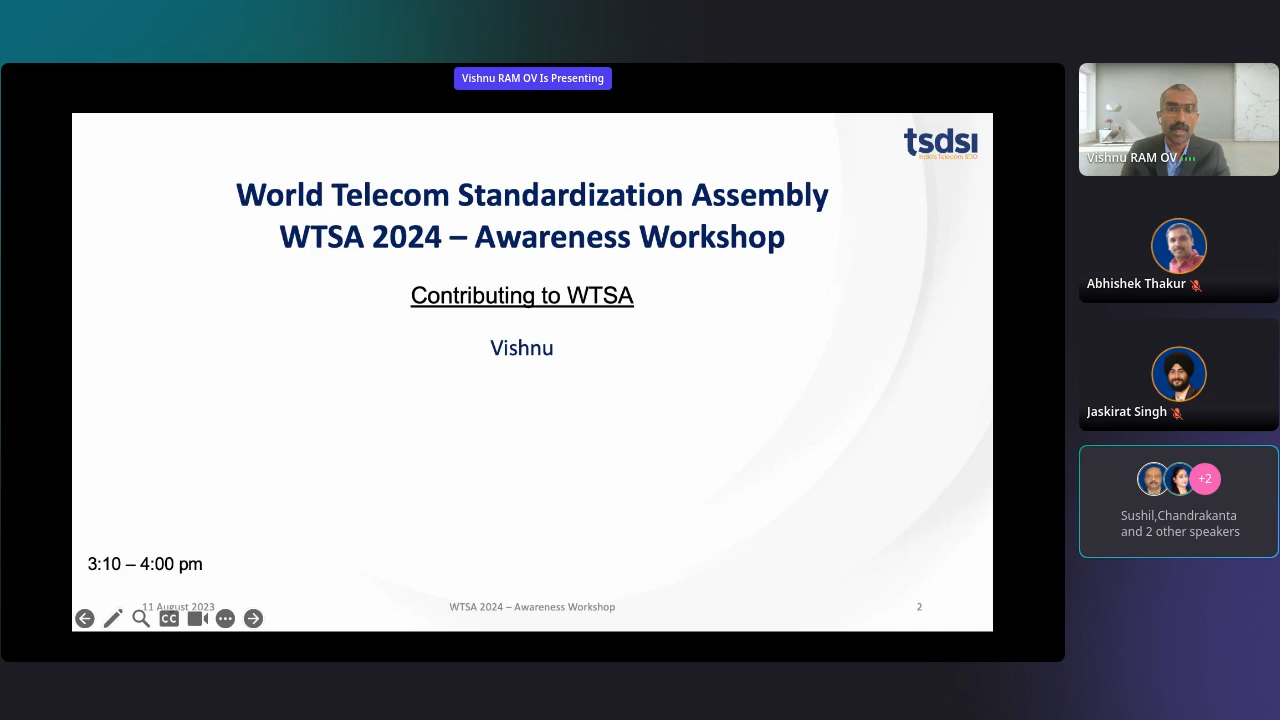 Vishnu RAM OV Is Presenting
tsdsi
India's Telecom SDO
World Telecom Standardization Assembly
WTSA 2024 – Awareness Workshop
Contributing to WTSA
Vishnu
3:10 – 4:00 pm
11 August 2023
WTSA 2024 – Awareness Workshop
2
CC
Vishnu RAM OV
Abhishek Thakur
Jaskirat Singh
+2
Sushil,Chandrakanta
and 2 other speakers